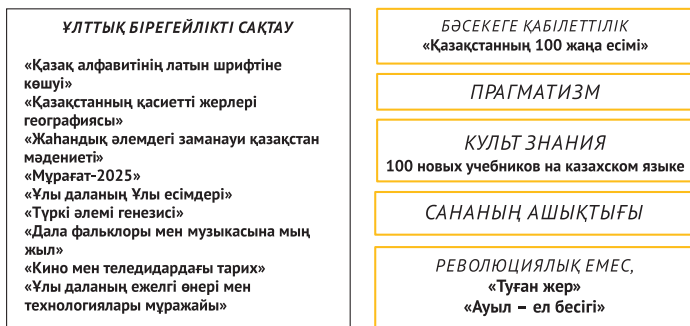 ҰЛТТЫҚ БІРЕГЕЙЛІКТІ САҚТАУ
«Қазақ алфавитінің латын шрифтіне
көшуі»
«Қазақстанның қасиетті жерлері
географиясы»
«Жаһандық әлемдегі заманауи қазақстан
мәдениеті»
«Мұрағат-2025»
«Ұлы даланың Ұлы есімдері»
«Түркі әлемі генезисі»
«Дала фальклоры мен музыкасына мың
жыл»
«Кино мен теледидардағы тарих»
«Ұлы даланың ежелгі өнері мен
технологиялары мұражайы»
БӘСЕКЕГЕ ҚАБІЛЕТТІЛІК
«Қазақстанның 100 жаңа есімі»
ПРАГМАТИЗМ
КУЛЬТ ЗНАНИЯ
100 новых учебников на казахском языке
САНАНЫҢ АШЫҚТЫҒЫ
РЕВОЛЮЦИЯЛЫҚ ЕМЕС,
«Туған жер»
«Ауыл – ел бесігі»